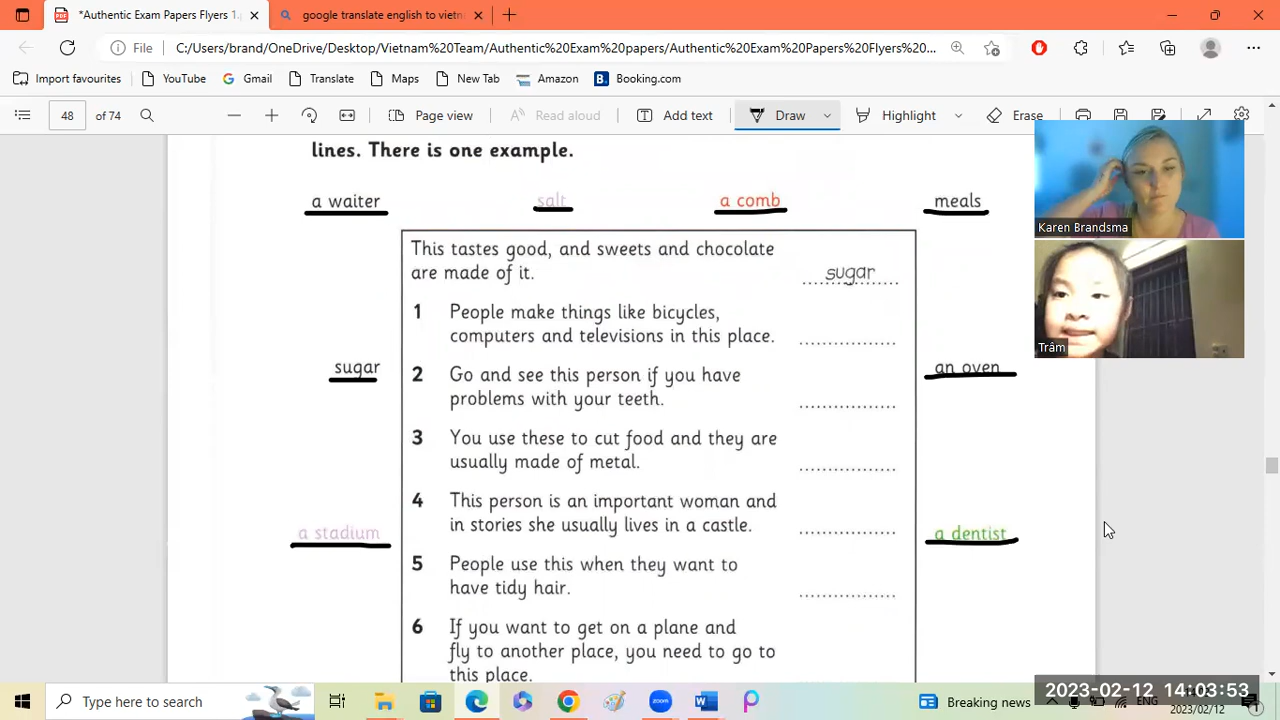 "Authentic Exam Papers Flyers 1.p
google translate english to vietn
File
C:/Users/brand/OneDrive/Desktop/Vietnam%20Team/Authentic%20Exam%20papers/Authentic%20Exam%20Papers%20Flyers%20...
Import favourites
YouTube
Gmail
Translate
Maps
New Tab
Amazon
Booking.com
48 of 74
Page view
Read aloud
Add text
Draw
Highlight
Erase
lines. There is one example.
a waiter
salt
a comb
meals
This tastes good, and sweets and chocolate
are made of it.
sugar
1 People make things like bicycles,
computers and televisions in this place.
sugar
an oven
2 Go and see this person if you have
problems with your teeth.
3 You use these to cut food and they are
usually made of metal.
4 This person is an important woman and
in stories she usually lives in a castle.
a stadium
a dentist
5 People use this when they want to
have tidy hair.
6 If you want to get on a plane and
fly to another place, you need to go to
this place.
Karen Brandsma
Trâm
Type here to search
Breaking news
ENG
2023-02-12 14:03:53
2023/02/12